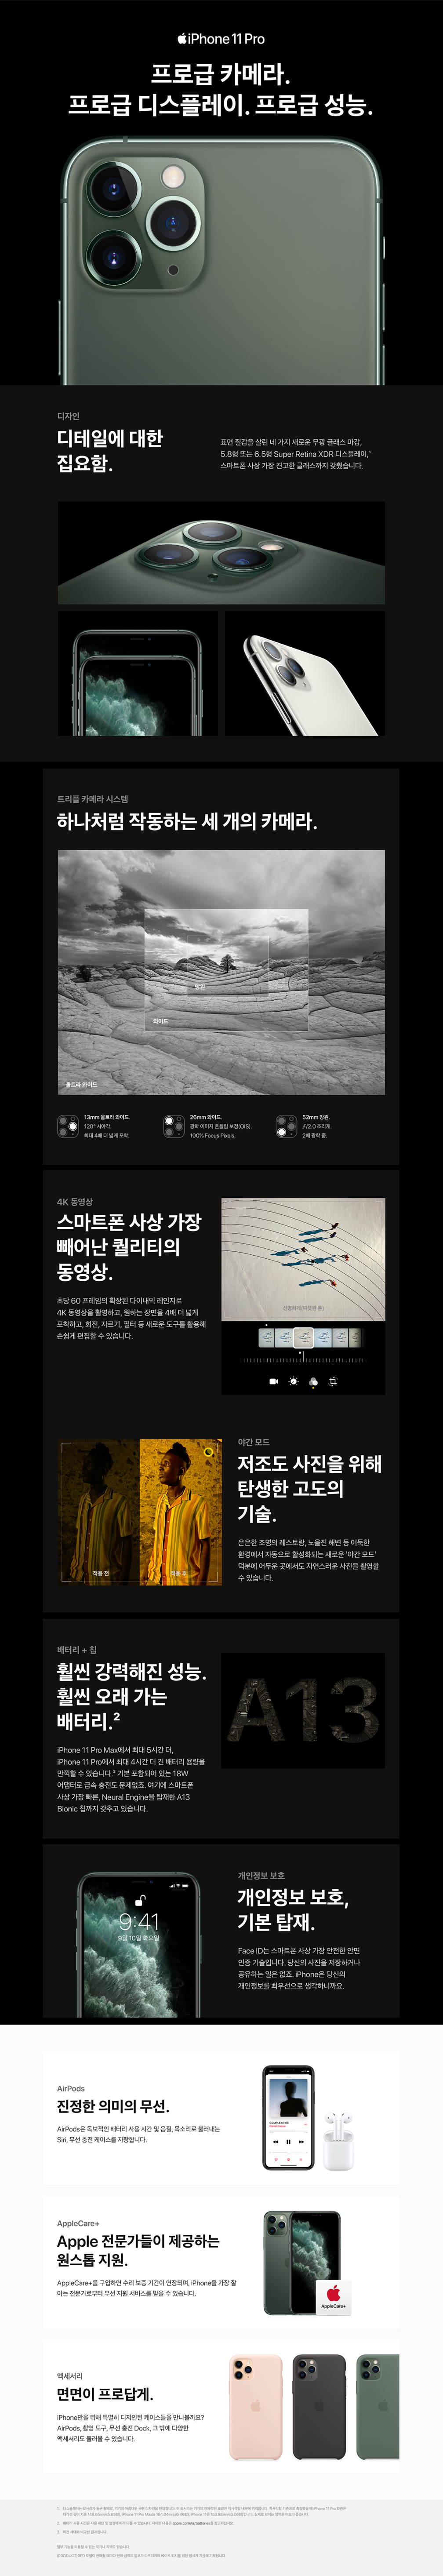 iPhone 11 Pro
프로급 카메라.
프로급 디스플레이. 프로급 성능.
디자인
디테일에 대한
집요함.
표면 질감을 살린 네 가지 새로운 무광 글래스 마감,
5.8형 또는 6.5형 Super Retina XDR 디스플레이,¹
스마트폰 사상 가장 견고한 글래스까지 갖췄습니다.
트리플 카메라 시스템
하나처럼 작동하는 세 개의 카메라.
망원
와이드
울트라 와이드
13mm 울트라 와이드.
120° 시야각.
최대 4배 더 넓게 포착.
26mm 와이드.
광학 이미지 흔들림 보정(OIS).
100% Focus Pixels.
52mm 망원.
ƒ/2.0 조리개.
2배 광학 줌.
4K 동영상
스마트폰 사상 가장
빼어난 퀄리티의
동영상.
초당 60 프레임의 확장된 다이내믹 레인지로
4K 동영상을 촬영하고, 원하는 장면을 4배 더 넓게
포착하고, 회전, 자르기, 필터 등 새로운 도구를 활용해
손쉽게 편집할 수 있습니다.
야간 모드
저조도 사진을 위해
탄생한 고도의
기술.
은은한 조명의 레스토랑, 노을진 해변 등 어둑한
환경에서 자동으로 활성화되는 새로운 '야간 모드'
덕분에 어두운 곳에서도 자연스러운 사진을 촬영할
수 있습니다.
적용 전
적용 후
배터리 + 칩
훨씬 강력해진 성능.
훨씬 오래 가는
배터리.²
iPhone 11 Pro Max에서 최대 5시간 더,
iPhone 11 Pro에서 최대 4시간 더 긴 배터리 용량을
만끽할 수 있습니다.³ 기본 포함되어 있는 18W
어댑터로 급속 충전도 문제없죠. 여기에 스마트폰
사상 가장 빠른, Neural Engine을 탑재한 A13
Bionic 칩까지 갖추고 있습니다.
A13
9:41
9월 10일 화요일
개인정보 보호
개인정보 보호,
기본 탑재.
Face ID는 스마트폰 사상 가장 안전한 안면
인증 기술입니다. 당신의 사진을 저장하거나
공유하는 일은 없죠. iPhone은 당신의
개인정보를 최우선으로 생각하니까요.
AirPods
진정한 의미의 무선.
AirPods은 독보적인 배터리 사용 시간 및 음질, 목소리로 불러내는
Siri, 무선 충전 케이스를 자랑합니다.
AppleCare+
Apple 전문가들이 제공하는
원스톱 지원.
AppleCare+를 구입하면 수리 보증 기간이 연장되며, iPhone을 가장 잘
아는 전문가로부터 우선 지원 서비스를 받을 수 있습니다.
AppleCare+
액세서리
면면이 프로답게.
iPhone만을 위해 특별히 디자인된 케이스들을 만나볼까요?
AirPods, 촬영 도구, 무선 충전 Dock, 그 밖에 다양한
액세서리도 둘러볼 수 있습니다.